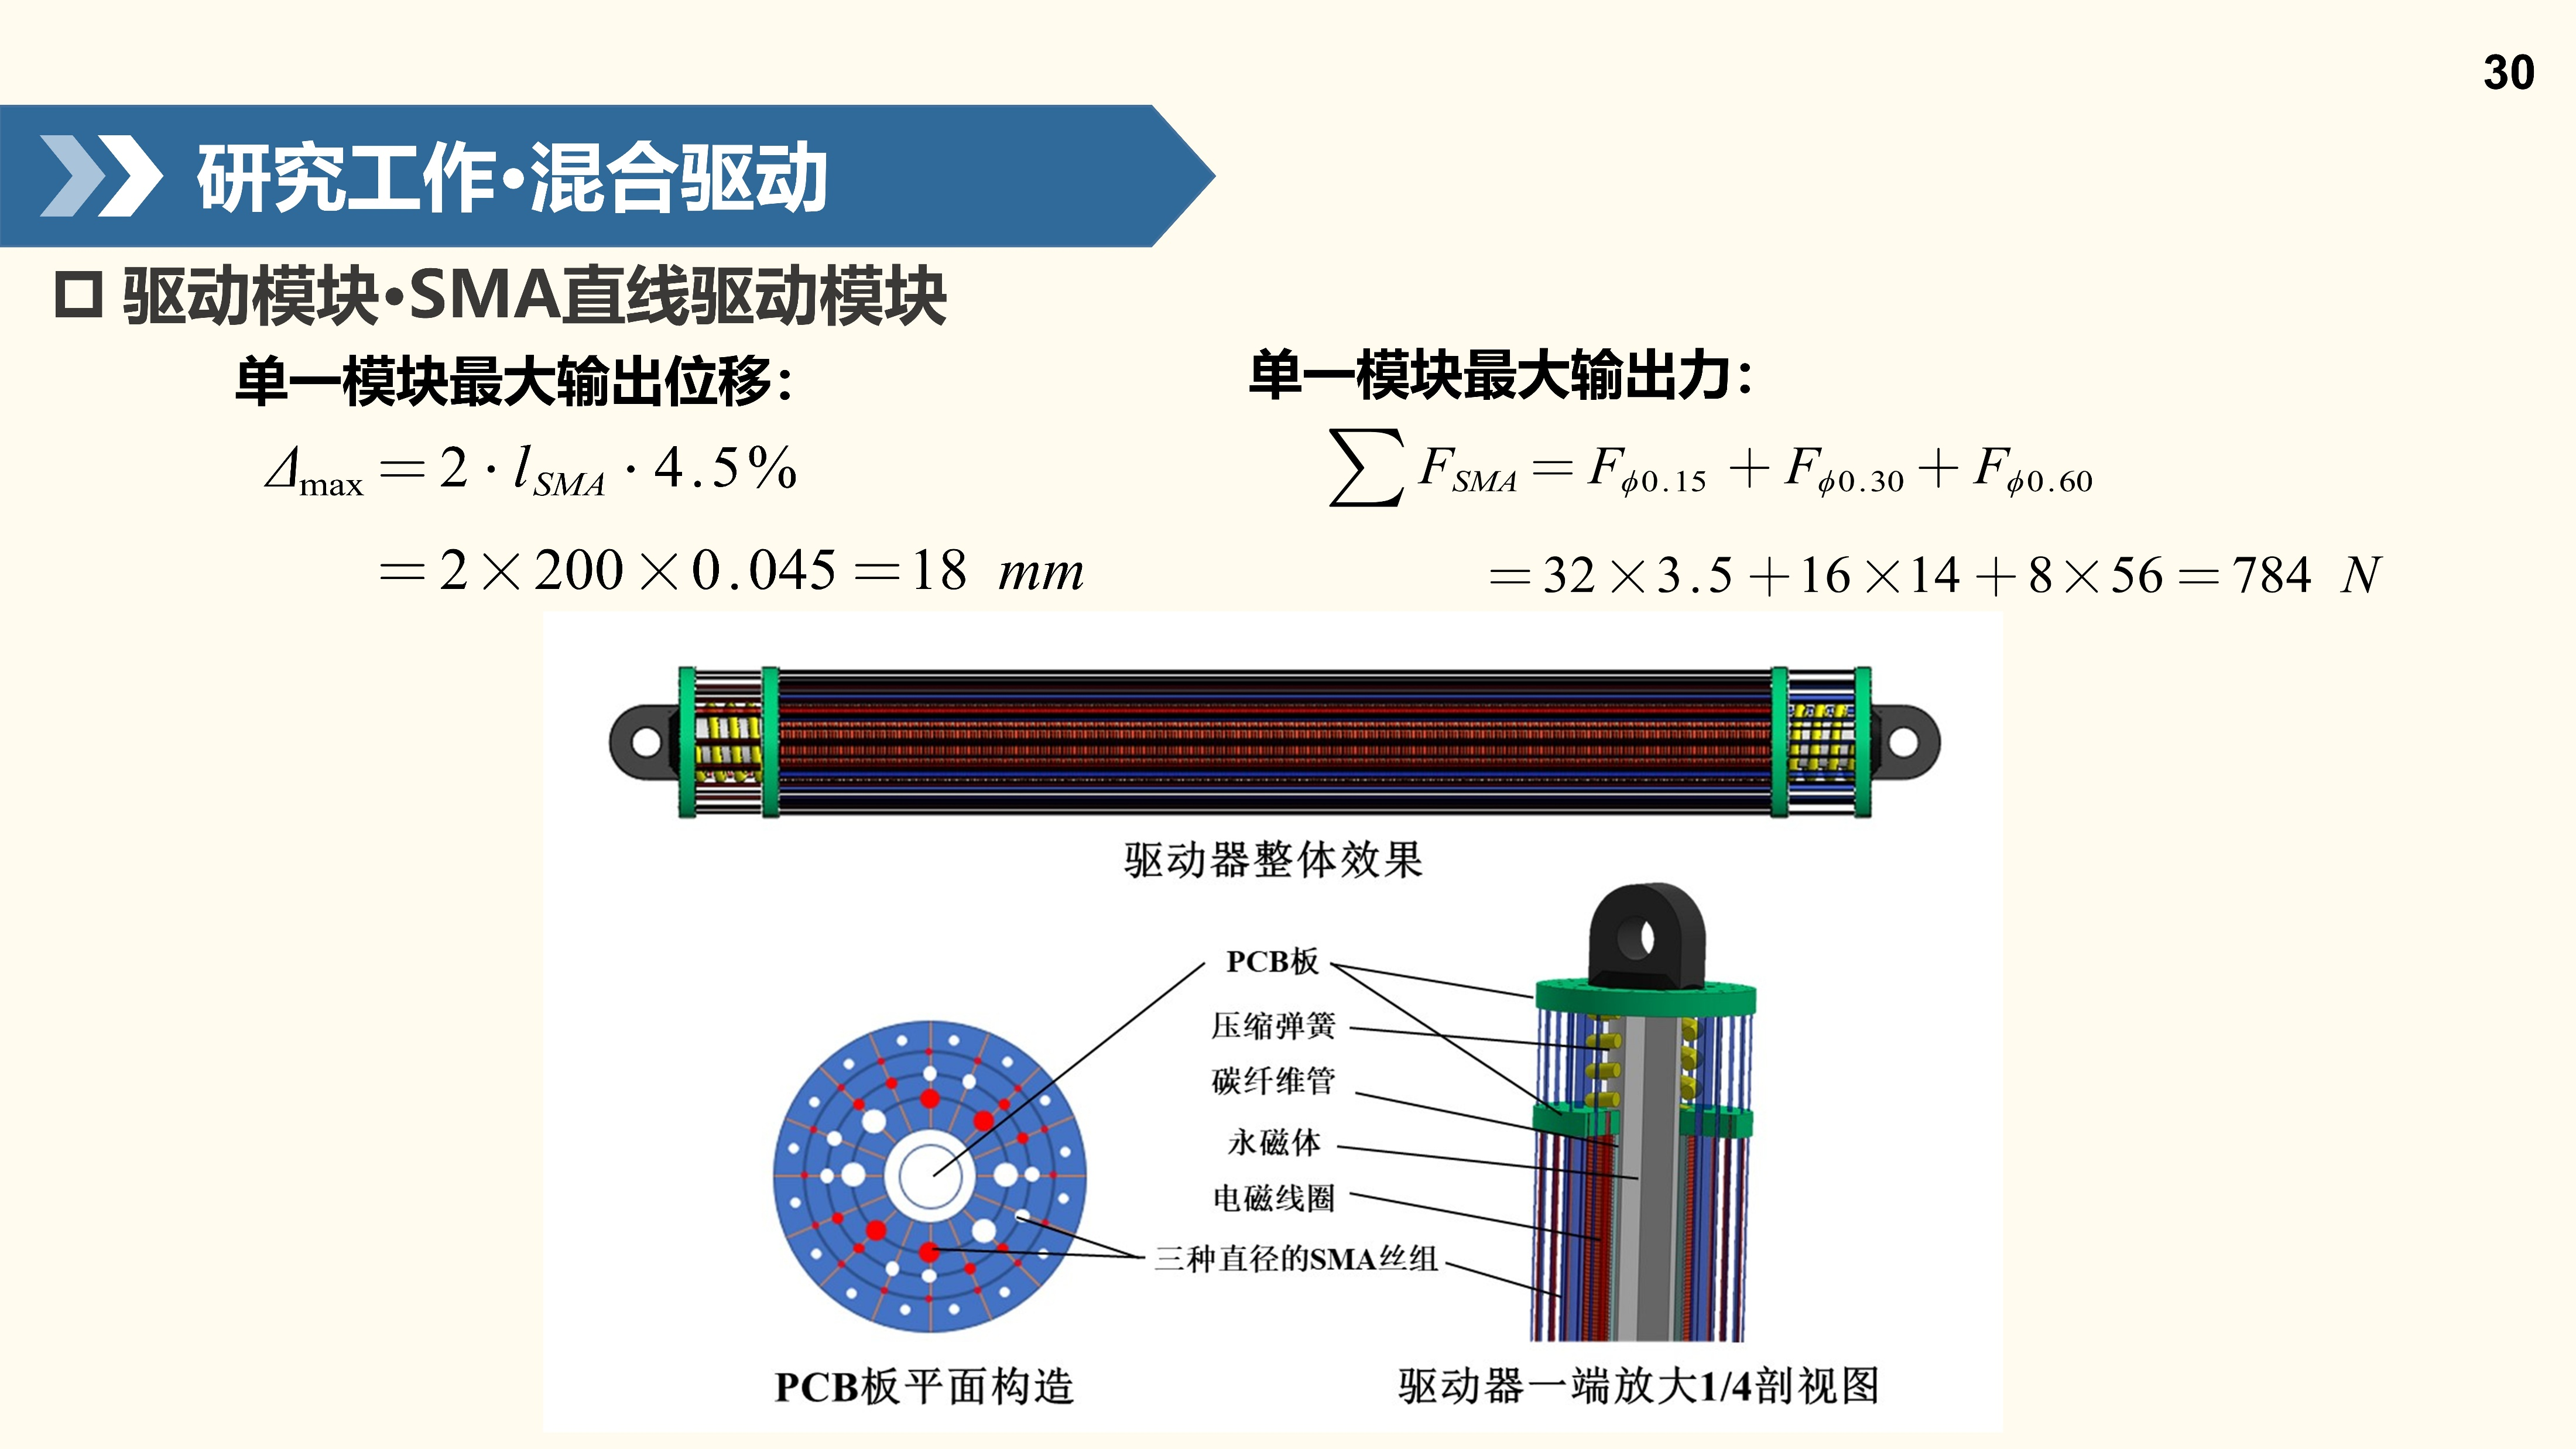 30
研究工作•混合驱动
驱动模块•SMA直线驱动模块
单一模块最大输出位移：
Δmax = 2 · lSMA · 4.5%
= 2 × 200 × 0.045 = 18 mm
单一模块最大输出力：
∑ FSMA = Fϕ0.15 + Fϕ0.30 + Fϕ0.60
= 32 × 3.5 + 16 × 14 + 8 × 56 = 784 N
驱动器整体效果
PCB板
压缩弹簧
碳纤维管
永磁体
电磁线圈
三种直径的SMA丝组
PCB板平面构造
驱动器一端放大1/4剖视图